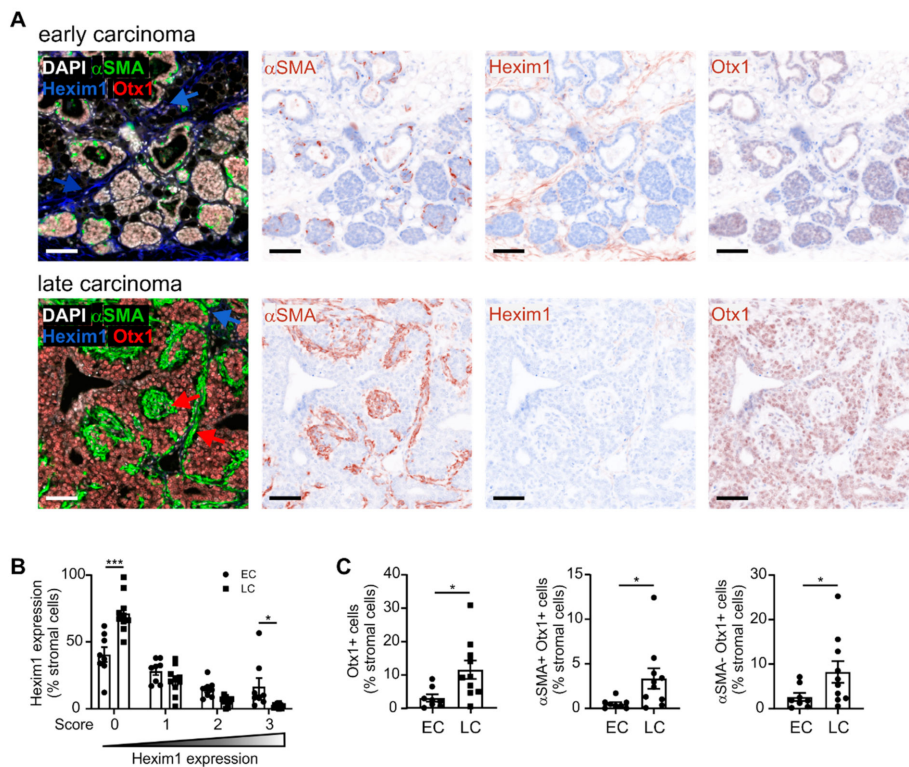 A
early carcinoma
DAPI αSMA
Hexim1 Otx1
αSMA
Hexim1
Otx1
late carcinoma
DAPI αSMA
Hexim1 Otx1
αSMA
Hexim1
Otx1
B
Hexim1 expression
(% stromal cells)
100
50
0
***
*
EC
LC
Score 0 1 2 3
Hexim1 expression
C
Otx1+ cells
(% stromal cells)
40
30
20
10
0
*
EC LC
αSMA+ Otx1+ cells
(% stromal cells)
15
10
5
0
*
EC LC
αSMA- Otx1+ cells
(% stromal cells)
30
20
10
0
*
EC LC